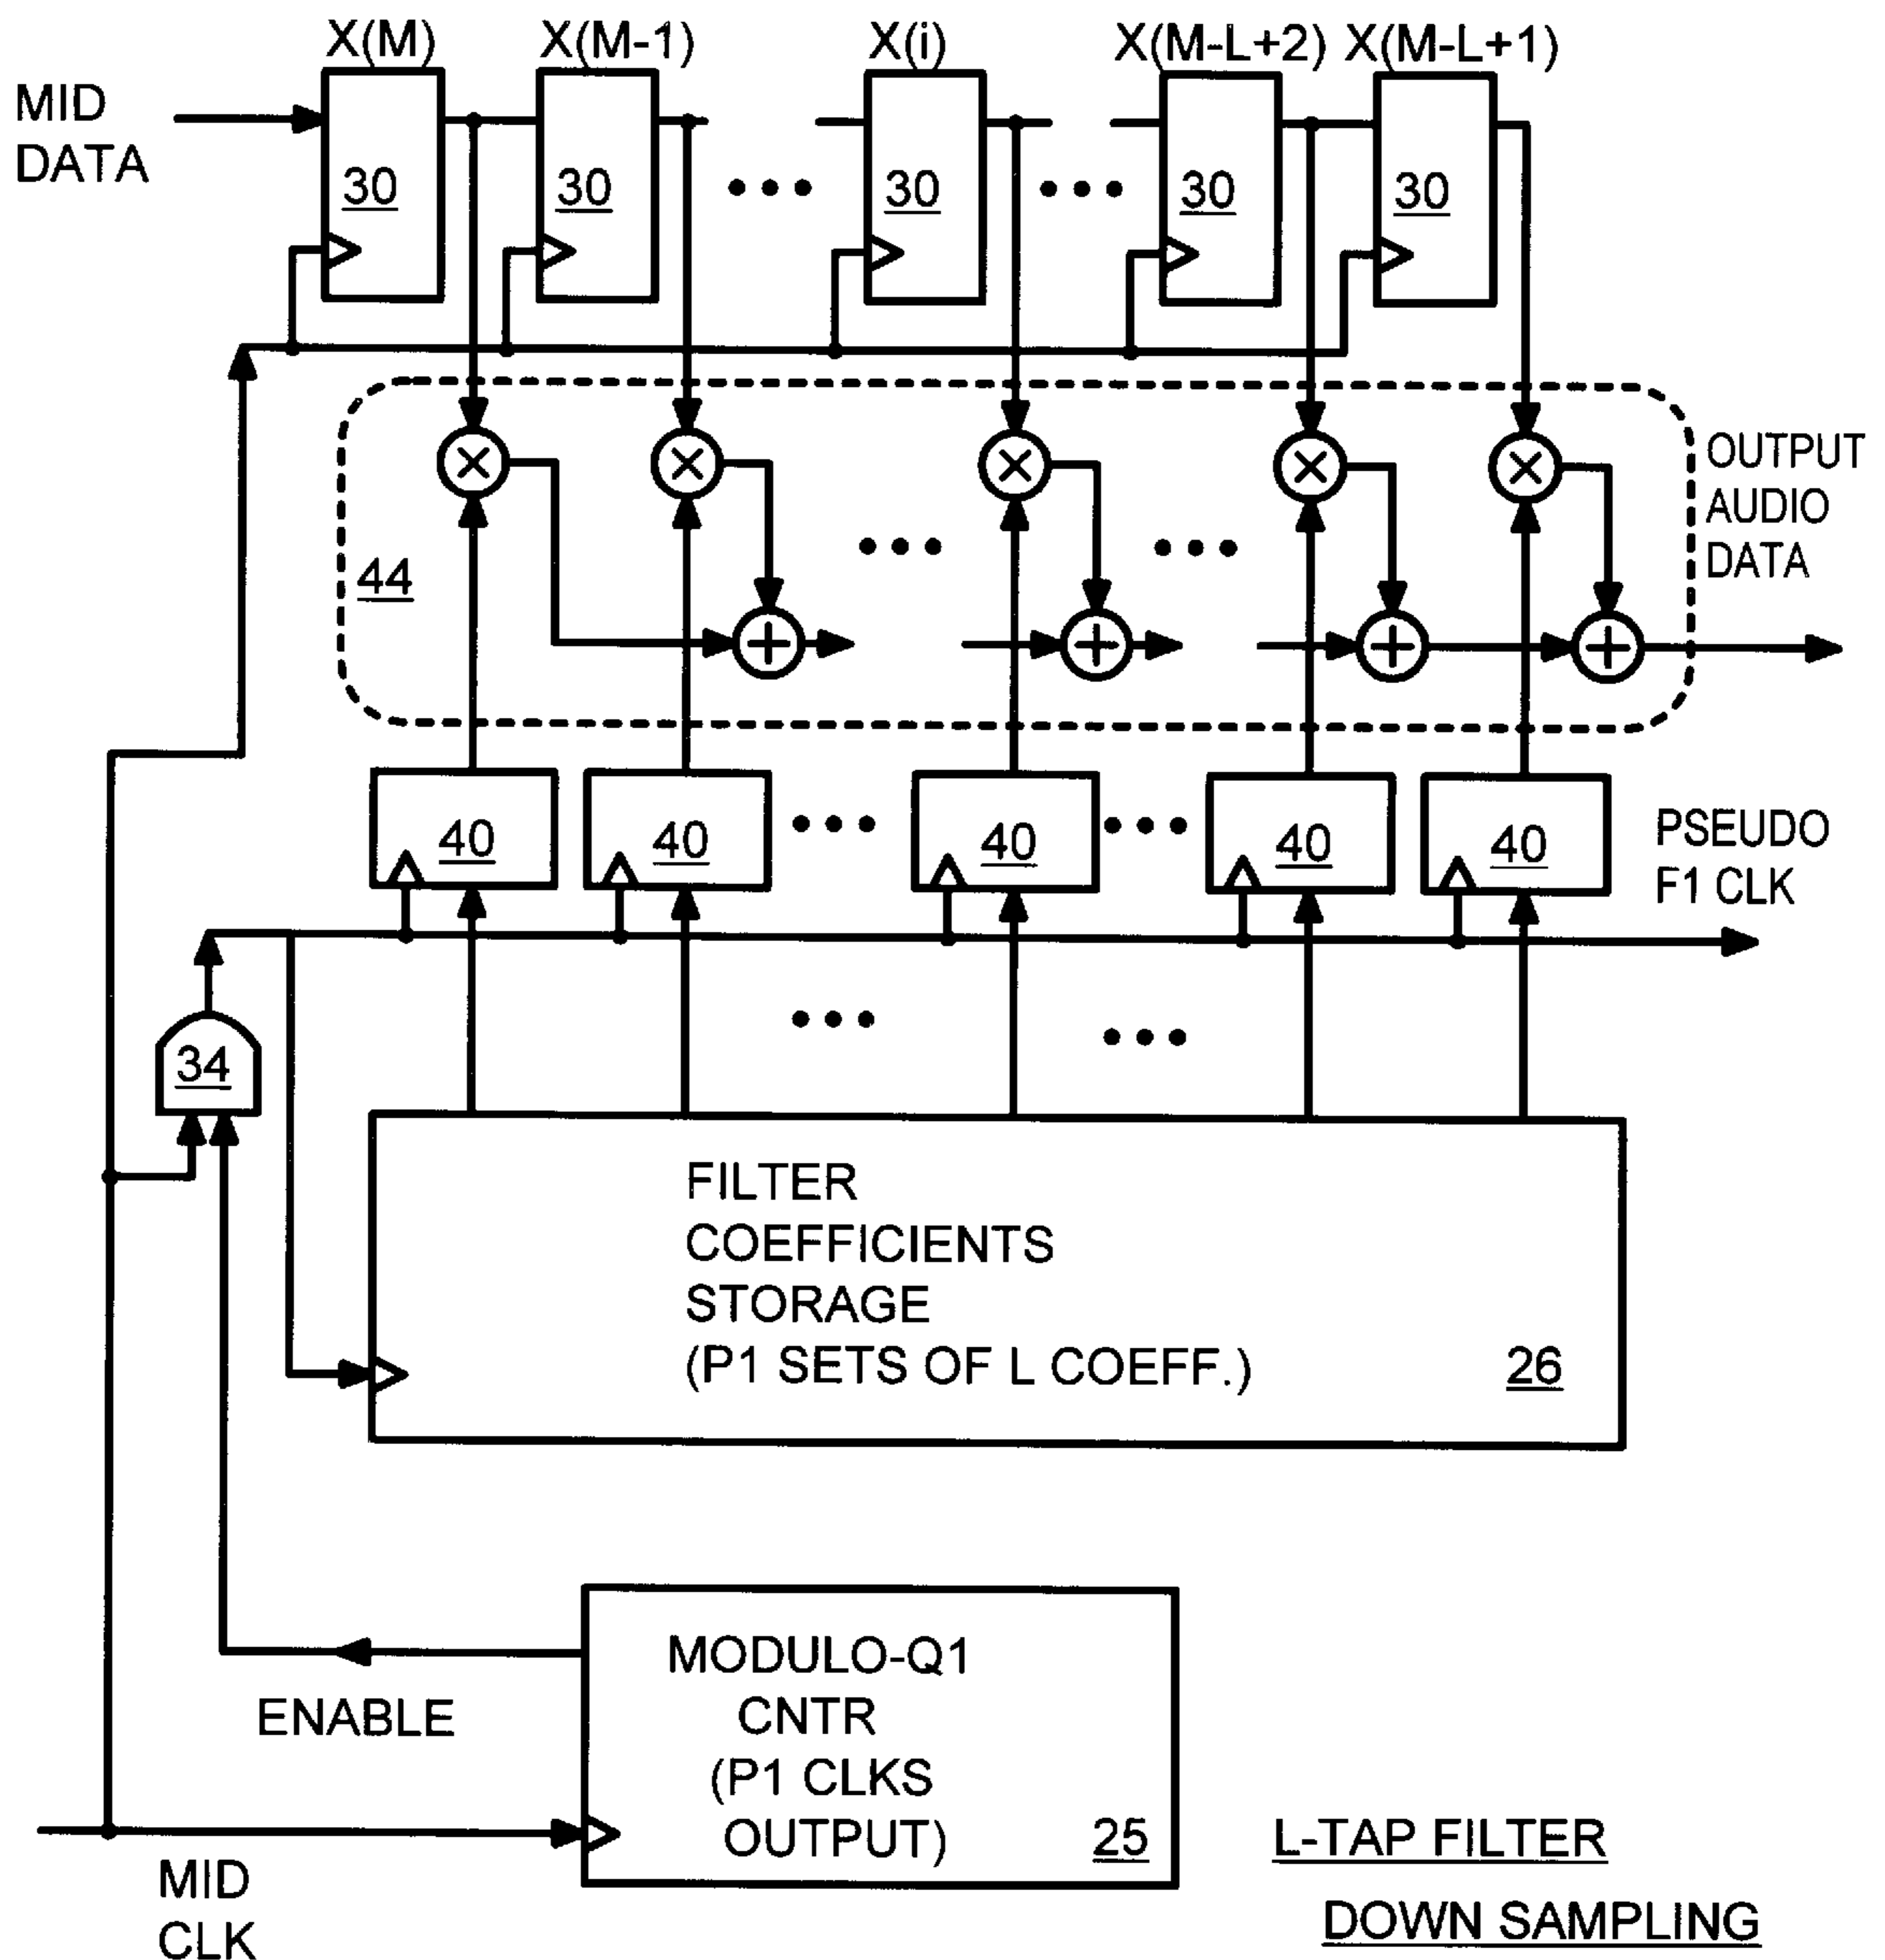 X(M) X(M-1) X(i) X(M-L+2) X(M-L+1)
MID
DATA
30 30 30 30 30
OUTPUT
AUDIO
DATA
44
40 40 40 40 40
PSEUDO
F1 CLK
34
FILTER
COEFFICIENTS
STORAGE
(P1 SETS OF L COEFF.)
26
MODULO-Q1
CNTR
(P1 CLKS
OUTPUT)
25
ENABLE
MID
CLK
L-TAP FILTER
DOWN SAMPLING